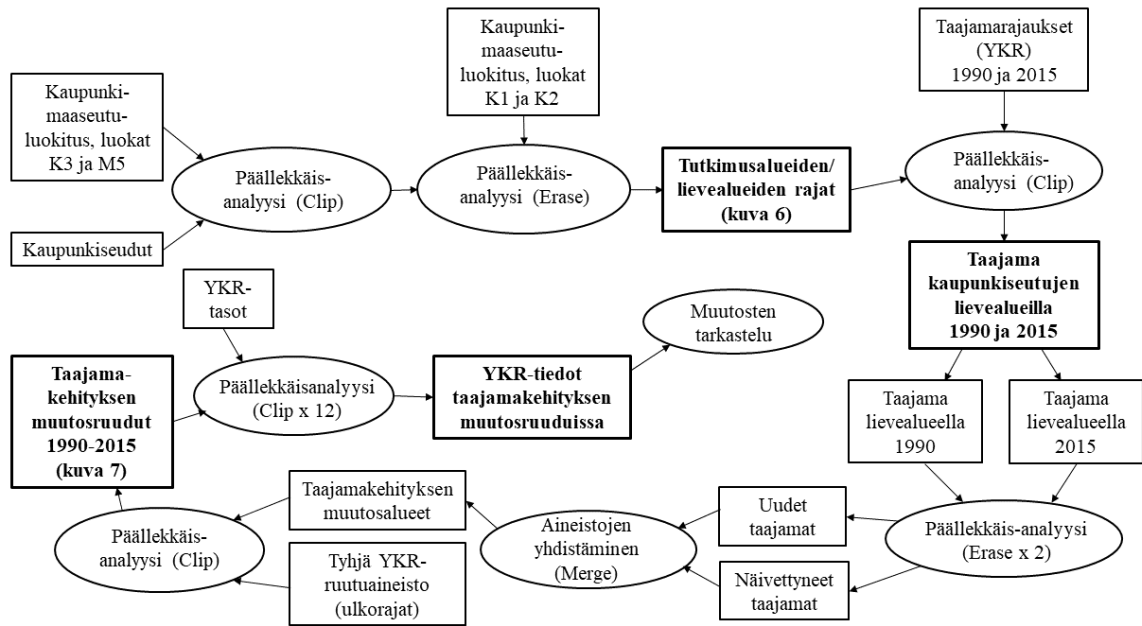 Kaupunki-
maaseutu-
luokitus, luokat
K3 ja M5
Kaupunkiseudut
Päällekkäis-
analyysi (Clip)
Kaupunki-
maaseutu-
luokitus, luokat
K1 ja K2
Päällekkäis-
analyysi (Erase)
Tutkimusalueiden/
lievealueiden rajat
(kuva 6)
Taajamarajaukset
(YKR)
1990 ja 2015
Päällekkäis-
analyysi (Clip)
Taajama
kaupunkiseutujen
lievealueilla
1990 ja 2015
Taajama
lievealueella
1990
Taajama
lievealueella
2015
Päällekkäis-analyysi
(Erase x 2)
Uudet
taajamat
Näivettyneet
taajamat
Aineistojen
yhdistäminen
(Merge)
Taajamakehityksen
muutosalueet
Tyhjä YKR-
ruutuaineisto
(ulkorajat)
Päällekkäis-
analyysi (Clip)
Taajama-
kehityksen
muutosruudut
1990-2015
(kuva 7)
YKR-
tasot
Päällekkäisanalyysi
(Clip x 12)
YKR-tiedot
taajamakehityksen
muutosruuduissa
Muutosten
tarkastelu